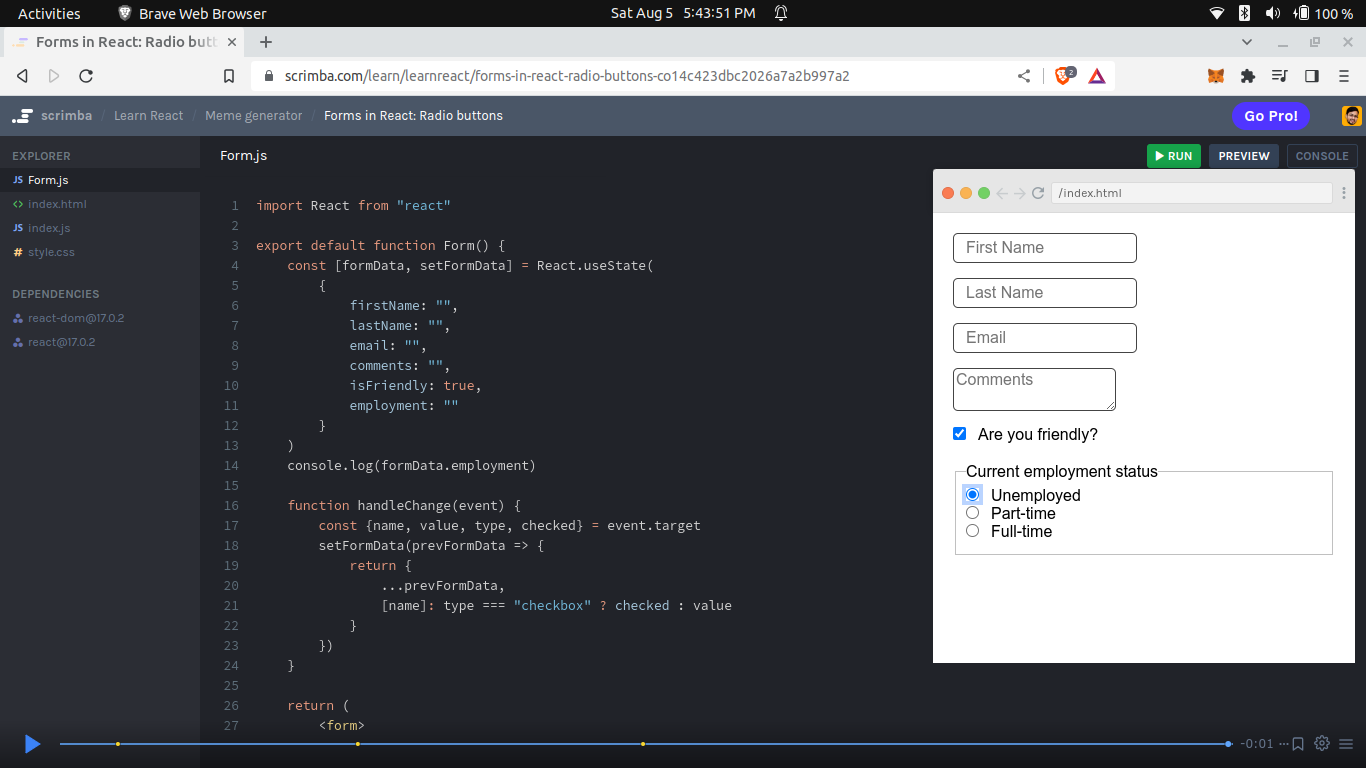 Activities Brave Web Browser Sat Aug 5 5:43:51 PM 100 %
Forms in React: Radio butt
scrimba.com/learn/learnreact/forms-in-react-radio-buttons-co14c423dbc2026a7a2b997a2 2
scrimba / Learn React / Meme generator / Forms in React: Radio buttons Go Pro!
EXPLORER
JS Form.js
<> index.html
JS index.js
# style.css
DEPENDENCIES
react-dom@17.0.2
react@17.0.2
Form.js RUN PREVIEW CONSOLE
1 import React from "react"
2
3 export default function Form() {
4 const [formData, setFormData] = React.useState(
5 {
6 firstName: "",
7 lastName: "",
8 email: "",
9 comments: "",
10 isFriendly: true,
11 employment: ""
12 }
13 )
14 console.log(formData.employment)
15
16 function handleChange(event) {
17 const {name, value, type, checked} = event.target
18 setFormData(prevFormData => {
19 return {
20 ...prevFormData,
21 [name]: type === "checkbox" ? checked : value
22 }
23 })
24 }
25
26 return (
27 <form>
/index.html
First Name
Last Name
Email
Comments
Are you friendly?
Current employment status
Unemployed
Part-time
Full-time
-0:01